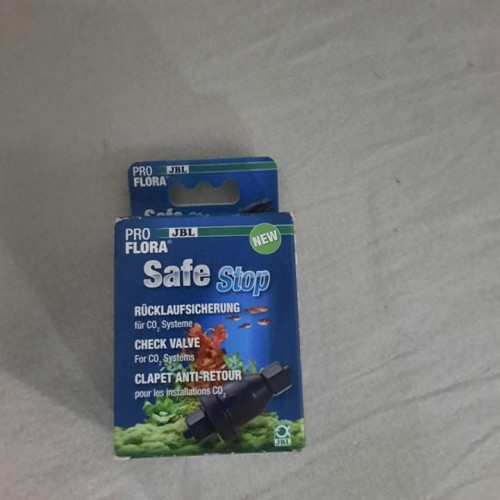 PRO JBL
FLORA®
Safe
PRO JBL
FLORA®
NEW
Safe Stop
RÜCKLAUFSICHERUNG
für CO₂ Systeme
CHECK VALVE
For CO₂ Systems
CLAPET ANTI-RETOUR
pour les installations CO₂
JBL